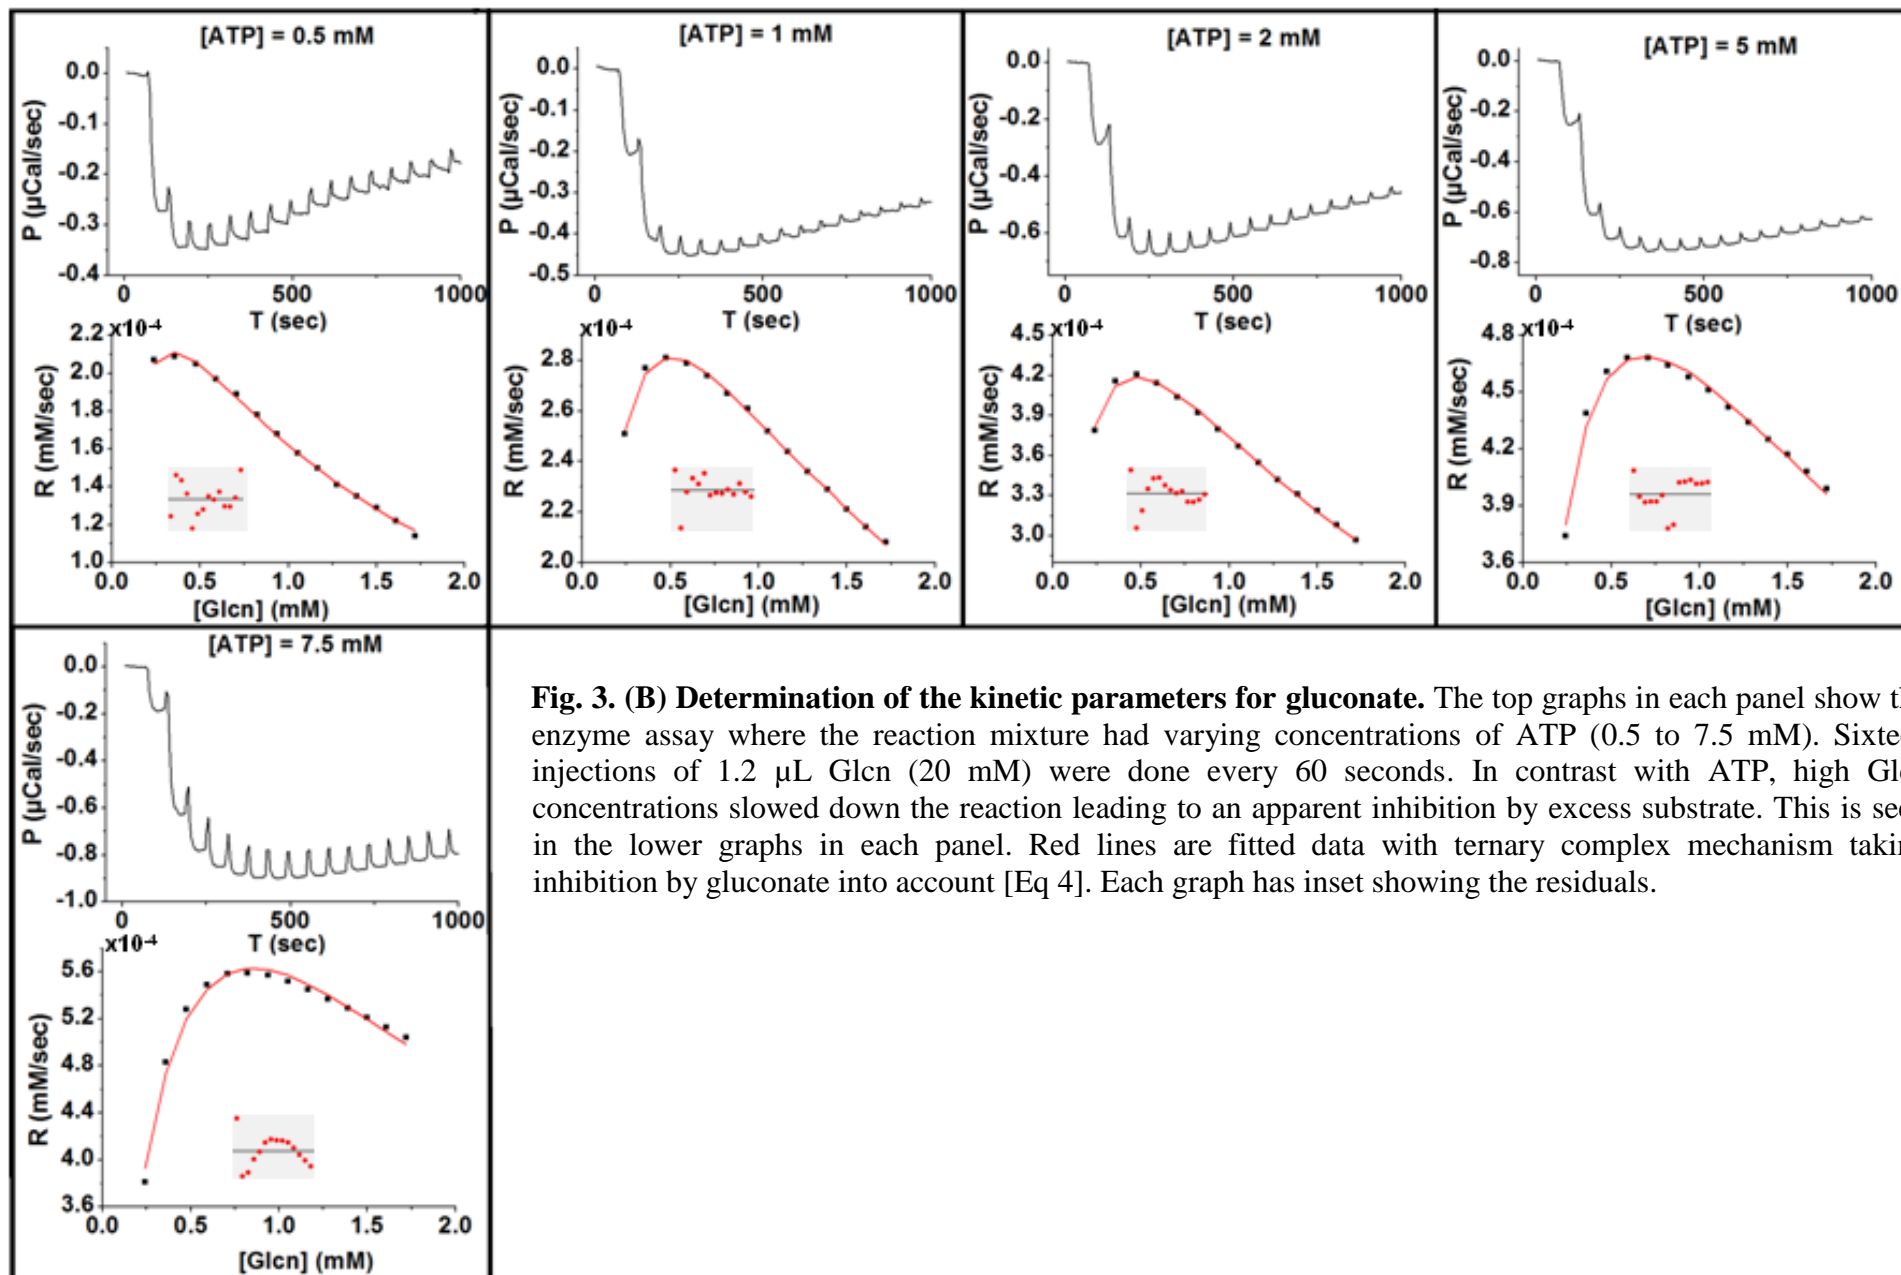 [ATP] = 0.5 mM
P (µCal/sec)
0.0
-0.1
-0.2
-0.3
-0.4
0 500 1000
T (sec)
x10-4
R (mM/sec)
2.2
2.0
1.8
1.6
1.4
1.2
1.0
0.0 0.5 1.0 1.5 2.0
[Glcn] (mM)
[ATP] = 1 mM
P (µCal/sec)
0.0
-0.1
-0.2
-0.3
-0.4
-0.5
0 500 1000
T (sec)
x10-4
R (mM/sec)
2.8
2.6
2.4
2.2
2.0
0.0 0.5 1.0 1.5 2.0
[Glcn] (mM)
[ATP] = 2 mM
P (µCal/sec)
0.0
-0.2
-0.4
-0.6
0 500 1000
T (sec)
x10-4
R (mM/sec)
4.5
4.2
3.9
3.6
3.3
3.0
0.0 0.5 1.0 1.5 2.0
[Glcn] (mM)
[ATP] = 5 mM
P (µCal/sec)
0.0
-0.2
-0.4
-0.6
-0.8
0 500 1000
T (sec)
x10-4
R (mM/sec)
4.8
4.5
4.2
3.9
3.6
0.0 0.5 1.0 1.5 2.0
[Glcn] (mM)
[ATP] = 7.5 mM
P (µCal/sec)
0.0
-0.2
-0.4
-0.6
-0.8
-1.0
0 500 1000
T (sec)
x10-4
R (mM/sec)
5.6
5.2
4.8
4.4
4.0
3.6
0.0 0.5 1.0 1.5 2.0
[Glcn] (mM)
Fig. 3. (B) Determination of the kinetic parameters for gluconate. The top graphs in each panel show
enzyme assay where the reaction mixture had varying concentrations of ATP (0.5 to 7.5 mM).
injections of 1.2 µL Glcn (20 mM) were done every 60 seconds. In contrast with ATP, high
concentrations slowed down the reaction leading to an apparent inhibition by excess substrate. This is
in the lower graphs in each panel. Red lines are fitted data with ternary complex mechanism
inhibition by gluconate into account [Eq 4]. Each graph has inset showing the residuals.